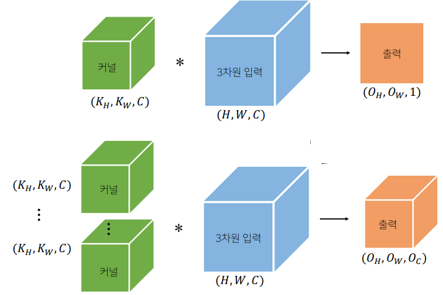 커널
*
3차원 입력
출력
(K_H, K_W, C)
(H, W, C)
(O_H, O_W, 1)
커널
(K_H, K_W, C)
⋮
⋮
(K_H, K_W, C)
커널
*
3차원 입력
출력
(H, W, C)
(O_H, O_W, O_C)